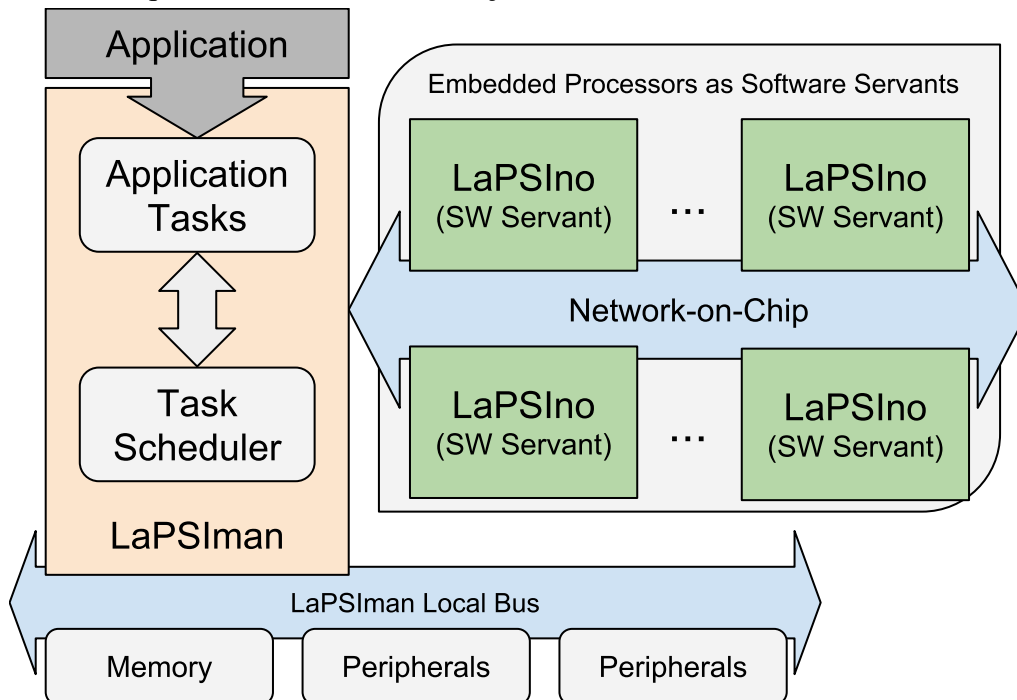 Application
Application
Tasks
Task
Scheduler
LaPSIman
Embedded Processors as Software Servants
LaPSIno
(SW Servant)
...
LaPSIno
(SW Servant)
Network-on-Chip
LaPSIno
(SW Servant)
...
LaPSIno
(SW Servant)
LaPSIman Local Bus
Memory
Peripherals
Peripherals